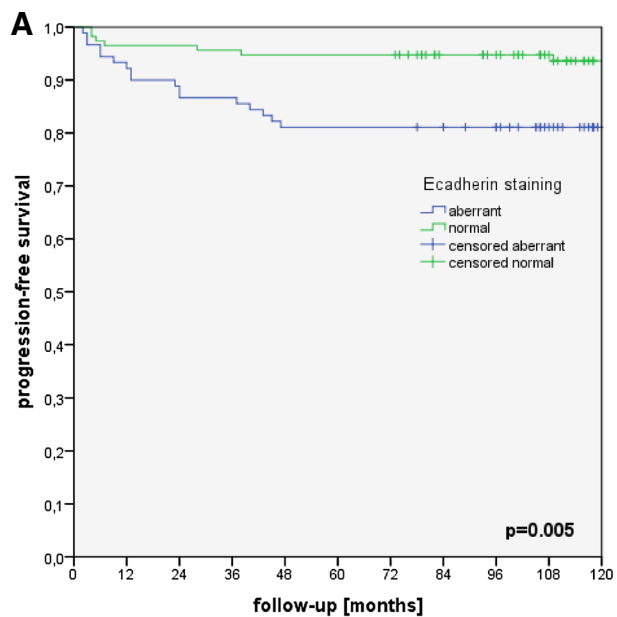 A
1,0
0,9
0,8
0,7
0,6
0,5
0,4
0,3
0,2
0,1
0,0
progression-free survival
Ecadherin staining
aberrant
normal
censored aberrant
censored normal
p=0.005
0 12 24 36 48 60 72 84 96 108 120
follow-up [months]